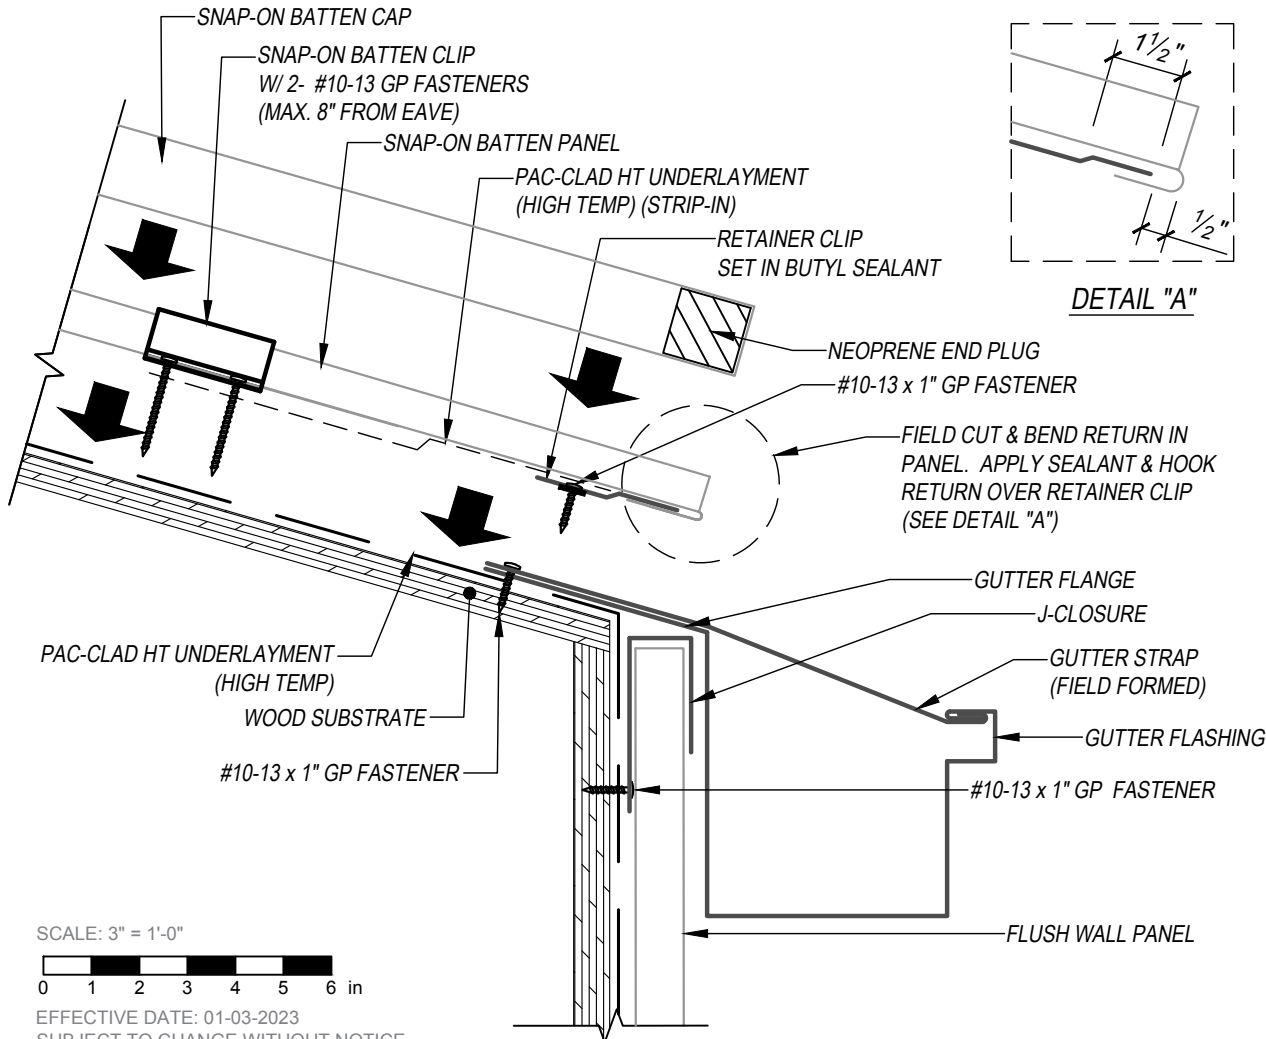 SNAP-ON BATTEN CAP
SNAP-ON BATTEN CLIP
W/ 2- #10-13 GP FASTENERS
(MAX. 8" FROM EAVE)
SNAP-ON BATTEN PANEL
PAC-CLAD HT UNDERLAYMENT
(HIGH TEMP) (STRIP-IN)
RETAINER CLIP
SET IN BUTYL SEALANT
1½"
½"
DETAIL "A"
NEOPRENE END PLUG
#10-13 x 1" GP FASTENER
FIELD CUT & BEND RETURN IN
PANEL. APPLY SEALANT & HOOK
RETURN OVER RETAINER CLIP
(SEE DETAIL "A")
GUTTER FLANGE
J-CLOSURE
GUTTER STRAP
(FIELD FORMED)
GUTTER FLASHING
#10-13 x 1" GP FASTENER
FLUSH WALL PANEL
PAC-CLAD HT UNDERLAYMENT
(HIGH TEMP)
WOOD SUBSTRATE
#10-13 x 1" GP FASTENER
SCALE: 3" = 1'-0"
0 1 2 3 4 5 6 in
EFFECTIVE DATE: 01-03-2023
SUBJECT TO CHANGE WITHOUT NOTICE